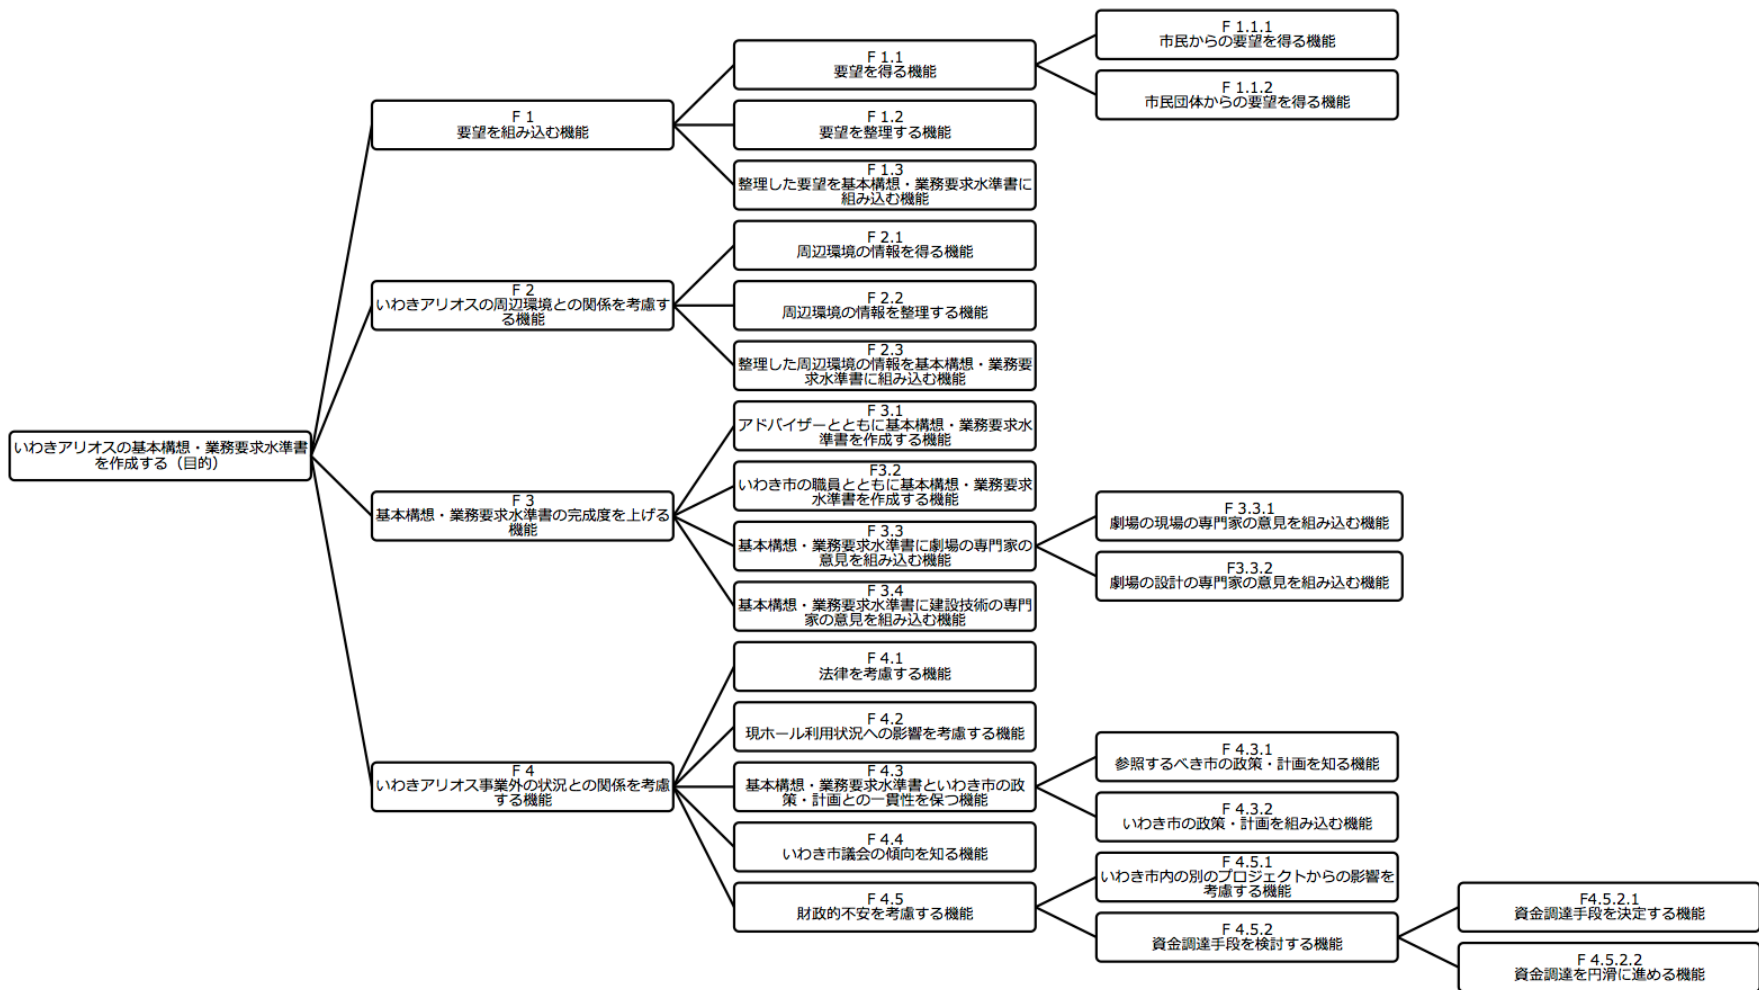 いわきアリオスの基本構想・業務要求水準書
を作成する（目的）
F 1
要望を組み込む機能
F 1.1
要望を得る機能
F 1.1.1
市民からの要望を得る機能
F 1.1.2
市民団体からの要望を得る機能
F 1.2
要望を整理する機能
F 1.3
整理した要望を基本構想・業務要求水準書に
組み込む機能
F 2
いわきアリオスの周辺環境との関係を考慮す
る機能
F 2.1
周辺環境の情報を得る機能
F 2.2
周辺環境の情報を整理する機能
F 2.3
整理した周辺環境の情報を基本構想・業務要
求水準書に組み込む機能
F 3
基本構想・業務要求水準書の完成度を上げる
機能
F 3.1
アドバイザーとともに基本構想・業務要求水
準書を作成する機能
F3.2
いわき市の職員とともに基本構想・業務要求
水準書を作成する機能
F 3.3
基本構想・業務要求水準書に劇場の専門家の
意見を組み込む機能
F 3.3.1
劇場の現場の専門家の意見を組み込む機能
F3.3.2
劇場の設計の専門家の意見を組み込む機能
F 3.4
基本構想・業務要求水準書に建設技術の専門
家の意見を組み込む機能
F 4
いわきアリオス事業外の状況との関係を考慮
する機能
F 4.1
法律を考慮する機能
F 4.2
現ホール利用状況への影響を考慮する機能
F 4.3
基本構想・業務要求水準書といわき市の政
策・計画との一貫性を保つ機能
F 4.3.1
参照するべき市の政策・計画を知る機能
F 4.3.2
いわき市の政策・計画を組み込む機能
F 4.4
いわき市議会の傾向を知る機能
F 4.5
財政的不安を考慮する機能
F 4.5.1
いわき市内の別のプロジェクトからの影響を
考慮する機能
F 4.5.2
資金調達手段を検討する機能
F4.5.2.1
資金調達手段を決定する機能
F 4.5.2.2
資金調達を円滑に進める機能